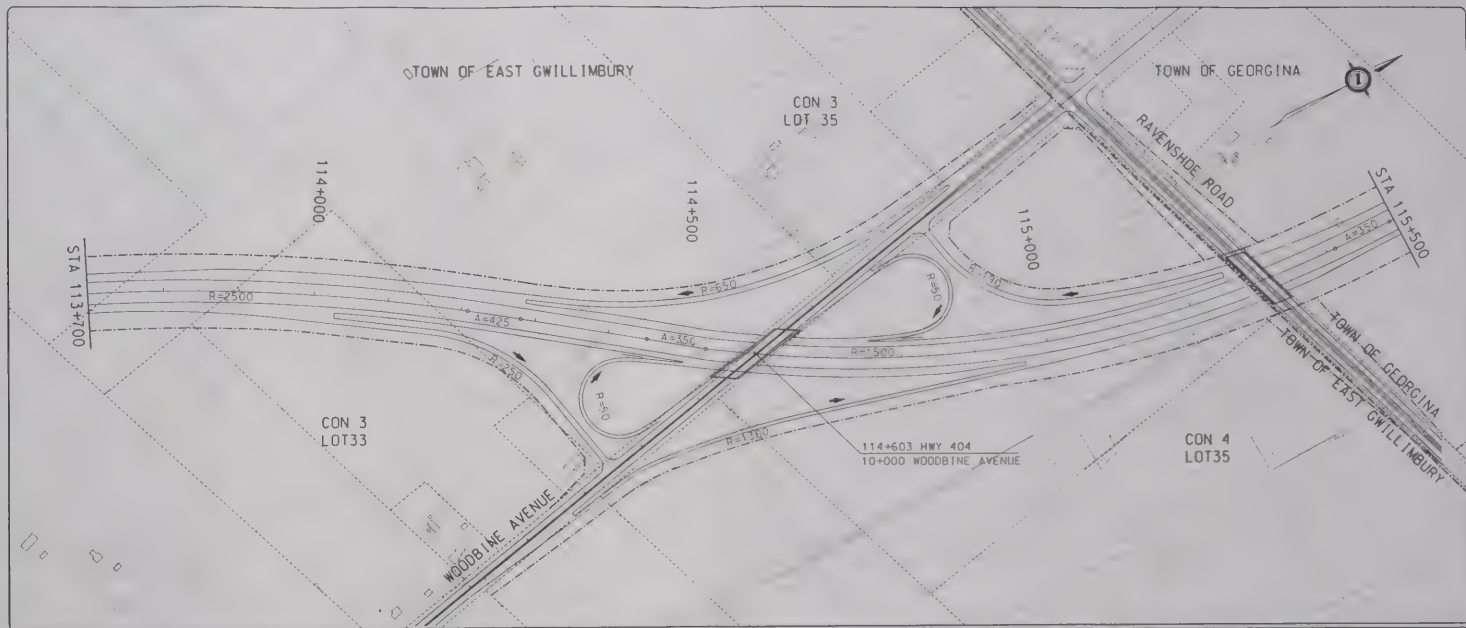 TOWN OF EAST GWILLIMBURY
TOWN OF GEORGINA
1
CON 3
LOT 35
RAVENSHOE ROAD
114+000
114+500
115+000
STA 115+500
A=350
STA 113+700
R=2500
A=425
A=350
R=650
R=50
R=1500
R=250
R=50
R=1300
TOWN OF GEORGINA
TOWN OF EAST GWILLIMBURY
CON 3
LOT33
114+603 HWY 404
10+000 WOODBINE AVENUE
CON 4
LOT35
WOODBINE AVENUE